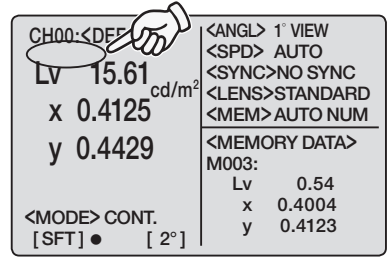 CH00:<DEF
Lv 15.61 cd/m²
x 0.4125
y 0.4429
<MODE> CONT.
[SFT] ● [ 2° ]
<ANGL> 1° VIEW
<SPD> AUTO
<SYNC>NO SYNC
<LENS>STANDARD
<MEM> AUTO NUM
<MEMORY DATA>
M003:
Lv 0.54
x 0.4004
y 0.4123